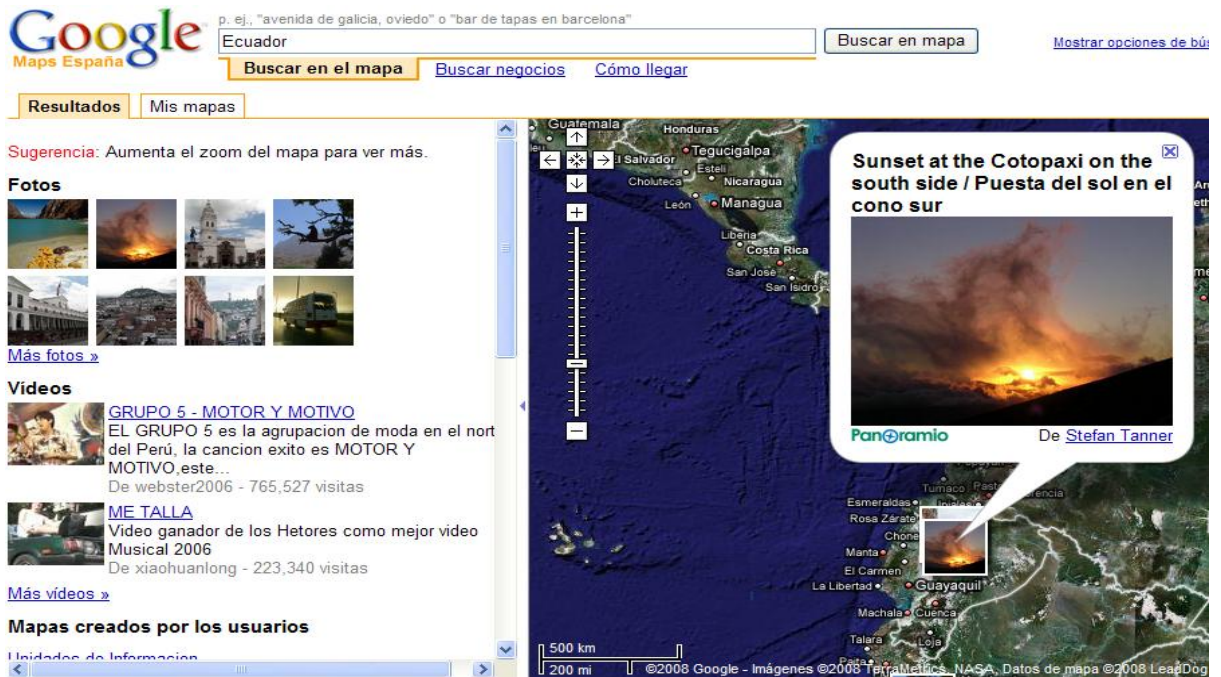 Google
Maps España
p. ej., "avenida de galicia, oviedo" o "bar de tapas en barcelona"
Ecuador
Buscar en mapa
Mostrar opciones de bús
Buscar en el mapa
Buscar negocios
Cómo llegar
Resultados
Mis mapas
Sugerencia: Aumenta el zoom del mapa para ver más.
Fotos
Más fotos »
Vídeos
GRUPO 5 - MOTOR Y MOTIVO
EL GRUPO 5 es la agrupacion de moda en el nort
del Perú, la cancion exito es MOTOR Y
MOTIVO,este...
De webster2006 - 765,527 visitas
ME TALLA
Video ganador de los Hetores como mejor video
Musical 2006
De xiaohuanlong - 223,340 visitas
Más vídeos »
Mapas creados por los usuarios
Unidades de Informacion
Guatemala
Honduras
Tegucigalpa
El Salvador
Esteli
Choluteca
Nicaragua
León
Managua
Liberia
Costa Rica
San José
San Isidro
Sunset at the Cotopaxi on the
south side / Puesta del sol en el
cono sur
Panoramio
De Stefan Tanner
Tumaco
Esmeraldas
Ipiales
Rosa Zárate
Chone
Manta
El Carmen
La Libertad
Guayaquil
Machala
Cuenca
Talara
Loja
Paita
500 km
200 mi
©2008 Google - Imágenes ©2008 TerraMetrics, NASA, Datos de mapa ©2008 LeadDog